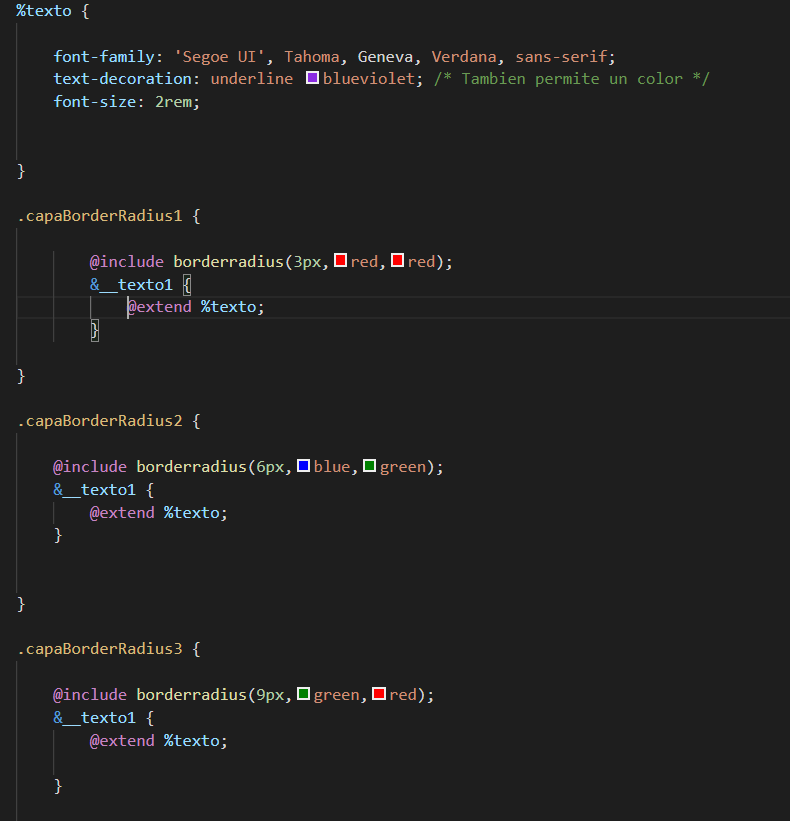 %texto {
font-family: 'Segoe UI', Tahoma, Geneva, Verdana, sans-serif;
text-decoration: underline blueviolet; /* Tambien permite un color */
font-size: 2rem;
}
.capaBorderRadius1 {
@include borderradius(3px,red,red);
&__texto1 {
@extend %texto;
}
}
.capaBorderRadius2 {
@include borderradius(6px,blue,green);
&__texto1 {
@extend %texto;
}
}
.capaBorderRadius3 {
@include borderradius(9px,green,red);
&__texto1 {
@extend %texto;
}